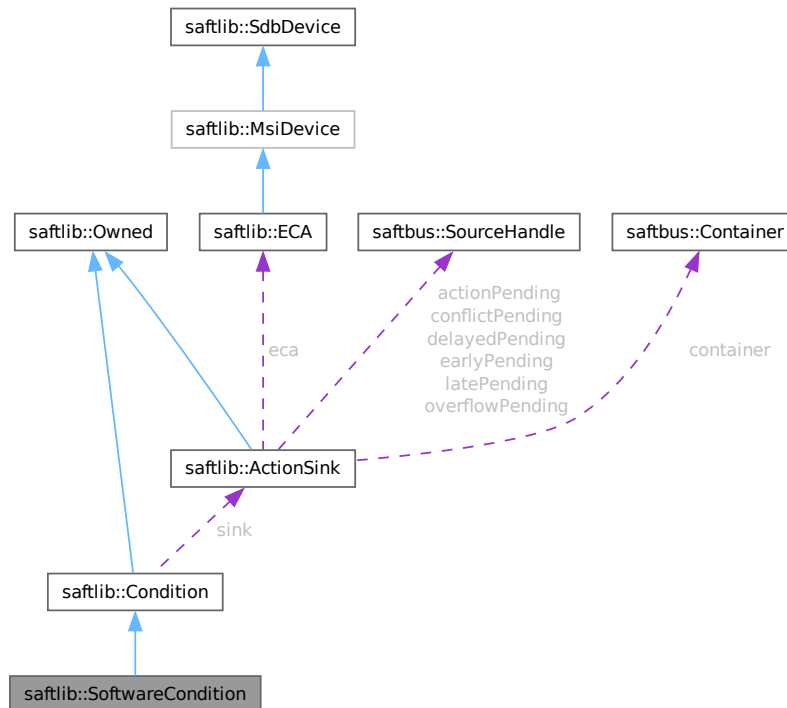 saftlib::SdbDevice
saftlib::MsiDevice
saftlib::Owned
saftlib::ECA
saftbus::SourceHandle
saftbus::Container
actionPending
conflictPending
delayedPending
earlyPending
latePending
overflowPending
eca
container
saftlib::ActionSink
sink
saftlib::Condition
saftlib::SoftwareCondition